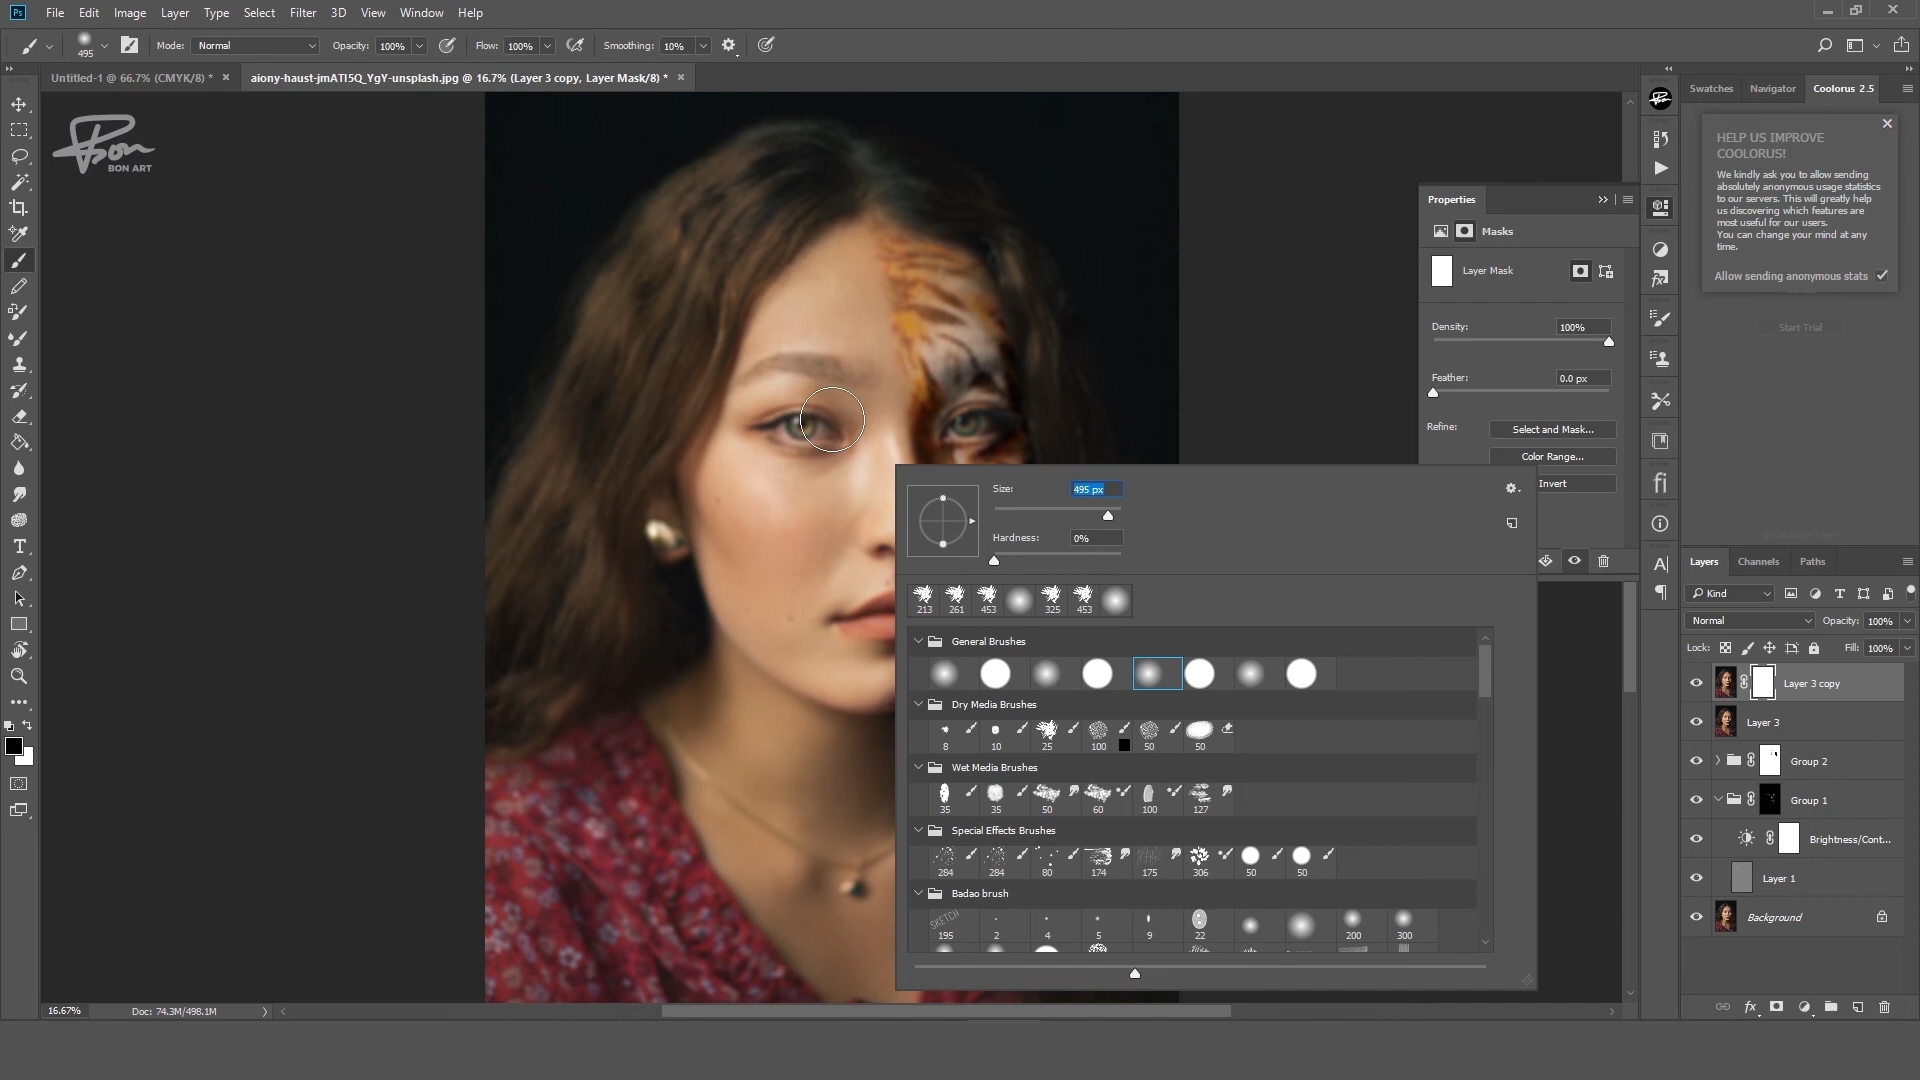 Ps File Edit Image Layer Type Select Filter 3D View Window Help
495 Mode: Normal Opacity: 100% Flow: 100% Smoothing: 10%
Untitled-1 @ 66.7% (CMYK/8) * × aiony-haust-jmATI5Q_YgY-unsplash.jpg @ 16.7% (Layer 3 copy, Layer Mask/8) * ×
Bon
BON ART
Properties
Masks
Layer Mask
Density: 100%
Feather: 0.0 px
Refine: Select and Mask...
Color Range...
Invert
Size: 495 px
Hardness: 0%
213 261 453 325 453
General Brushes
Dry Media Brushes
8 10 25 100 50 50
Wet Media Brushes
35 35 50 60 100 127
Special Effects Brushes
284 284 80 174 175 306 50 50
Badao brush
SKETCH
195 2 4 5 9 22 200 300
Swatches Navigator Coolorus 2.5
HELP US IMPROVE
COOLORUS!
We kindly ask you to allow sending
absolutely anonymous usage statistics
to our servers. This will greatly help
us discovering which features are
most useful for our users.
You can change your mind at any
time.
Allow sending anonymous stats
Start Trial
Layers Channels Paths
Kind
Normal Opacity: 100%
Lock: Fill: 100%
Layer 3 copy
Layer 3
Group 2
Group 1
Brightness/Cont...
Layer 1
Background
16.67% Doc: 74.3M/498.1M